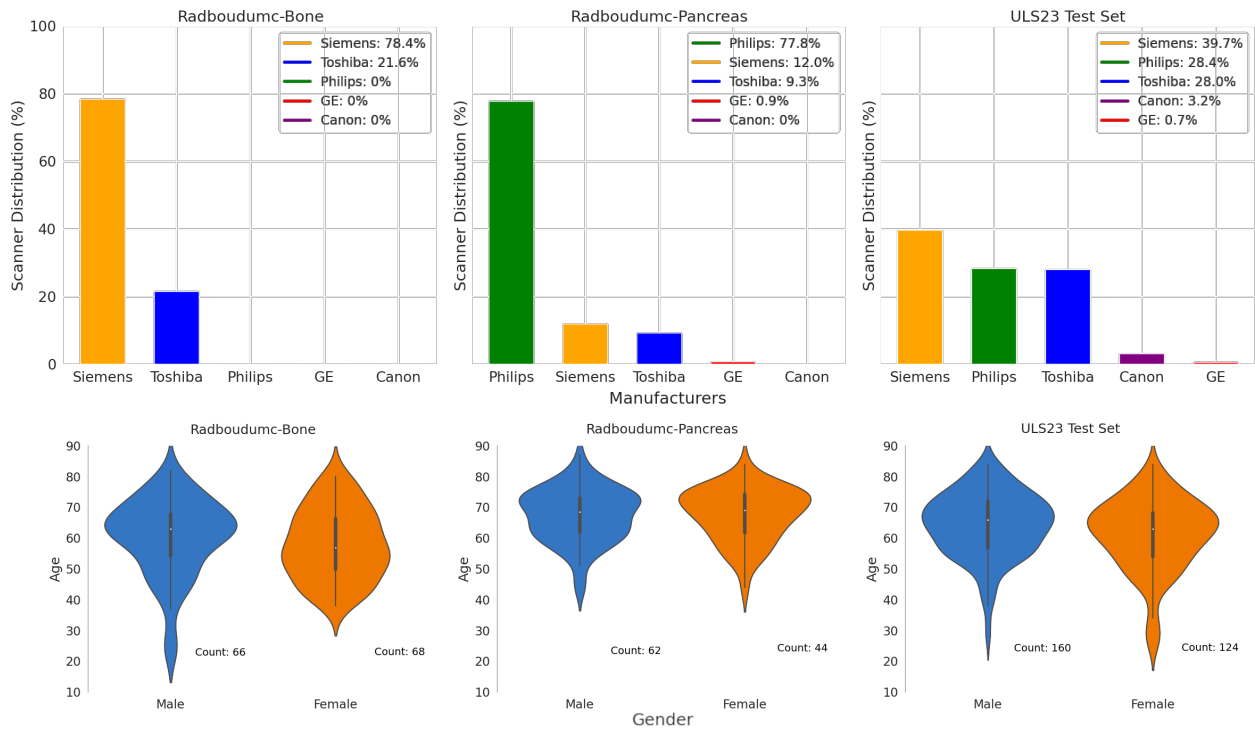 Radboudumc-Bone
Radboudumc-Pancreas
ULS23 Test Set
Scanner Distribution (%)
100
80
60
40
20
0
Siemens: 78.4%
Toshiba: 21.6%
Philips: 0%
GE: 0%
Canon: 0%
Siemens
Toshiba
Philips
GE
Canon
Scanner Distribution (%)
Philips: 77.8%
Siemens: 12.0%
Toshiba: 9.3%
GE: 0.9%
Canon: 0%
Philips
Siemens
Toshiba
GE
Canon
Scanner Distribution (%)
Siemens: 39.7%
Philips: 28.4%
Toshiba: 28.0%
Canon: 3.2%
GE: 0.7%
Siemens
Philips
Toshiba
Canon
GE
Manufacturers
Radboudumc-Bone
Age
90
80
70
60
50
40
30
20
10
Count: 66
Count: 68
Male
Female
Radboudumc-Pancreas
90
80
70
60
50
40
30
20
10
Age
Count: 62
Count: 44
Male
Female
ULS23 Test Set
90
80
70
60
50
40
30
20
10
Age
Count: 160
Count: 124
Male
Female
Gender